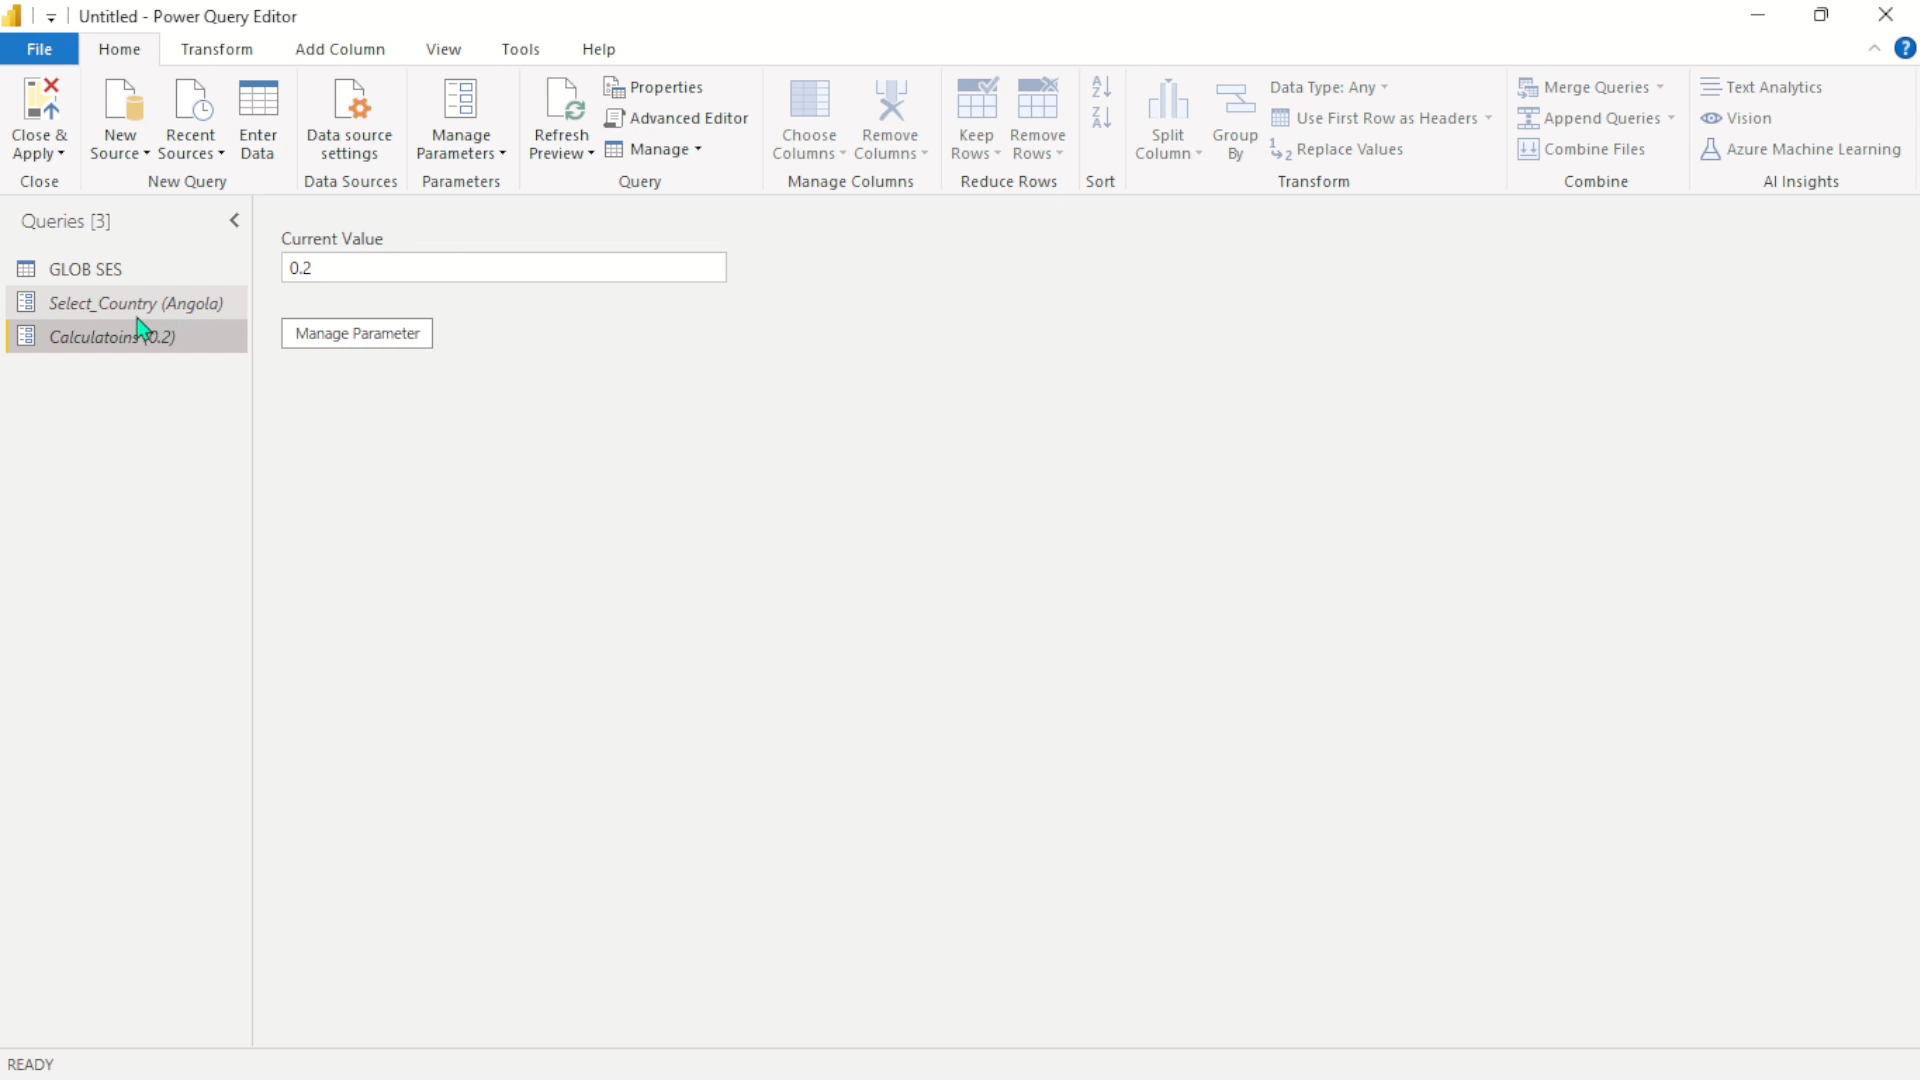 Untitled - Power Query Editor
File Home Transform Add Column View Tools Help ?
Close & Apply
Close
New Source
Recent Sources
Enter Data
New Query
Data source settings
Data Sources
Manage Parameters
Parameters
Refresh Preview
Properties
Advanced Editor
Manage
Query
Choose Columns
Remove Columns
Manage Columns
Keep Rows
Remove Rows
Reduce Rows
A Z
Z A
Sort
Split Column
Group By
Data Type: Any
Use First Row as Headers
1 2 Replace Values
Transform
Merge Queries
Append Queries
Combine Files
Combine
Text Analytics
Vision
Azure Machine Learning
AI Insights
Queries [3]
GLOB SES
Select_Country (Angola)
Calculatoins (0.2)
Current Value
0.2
Manage Parameter
READY